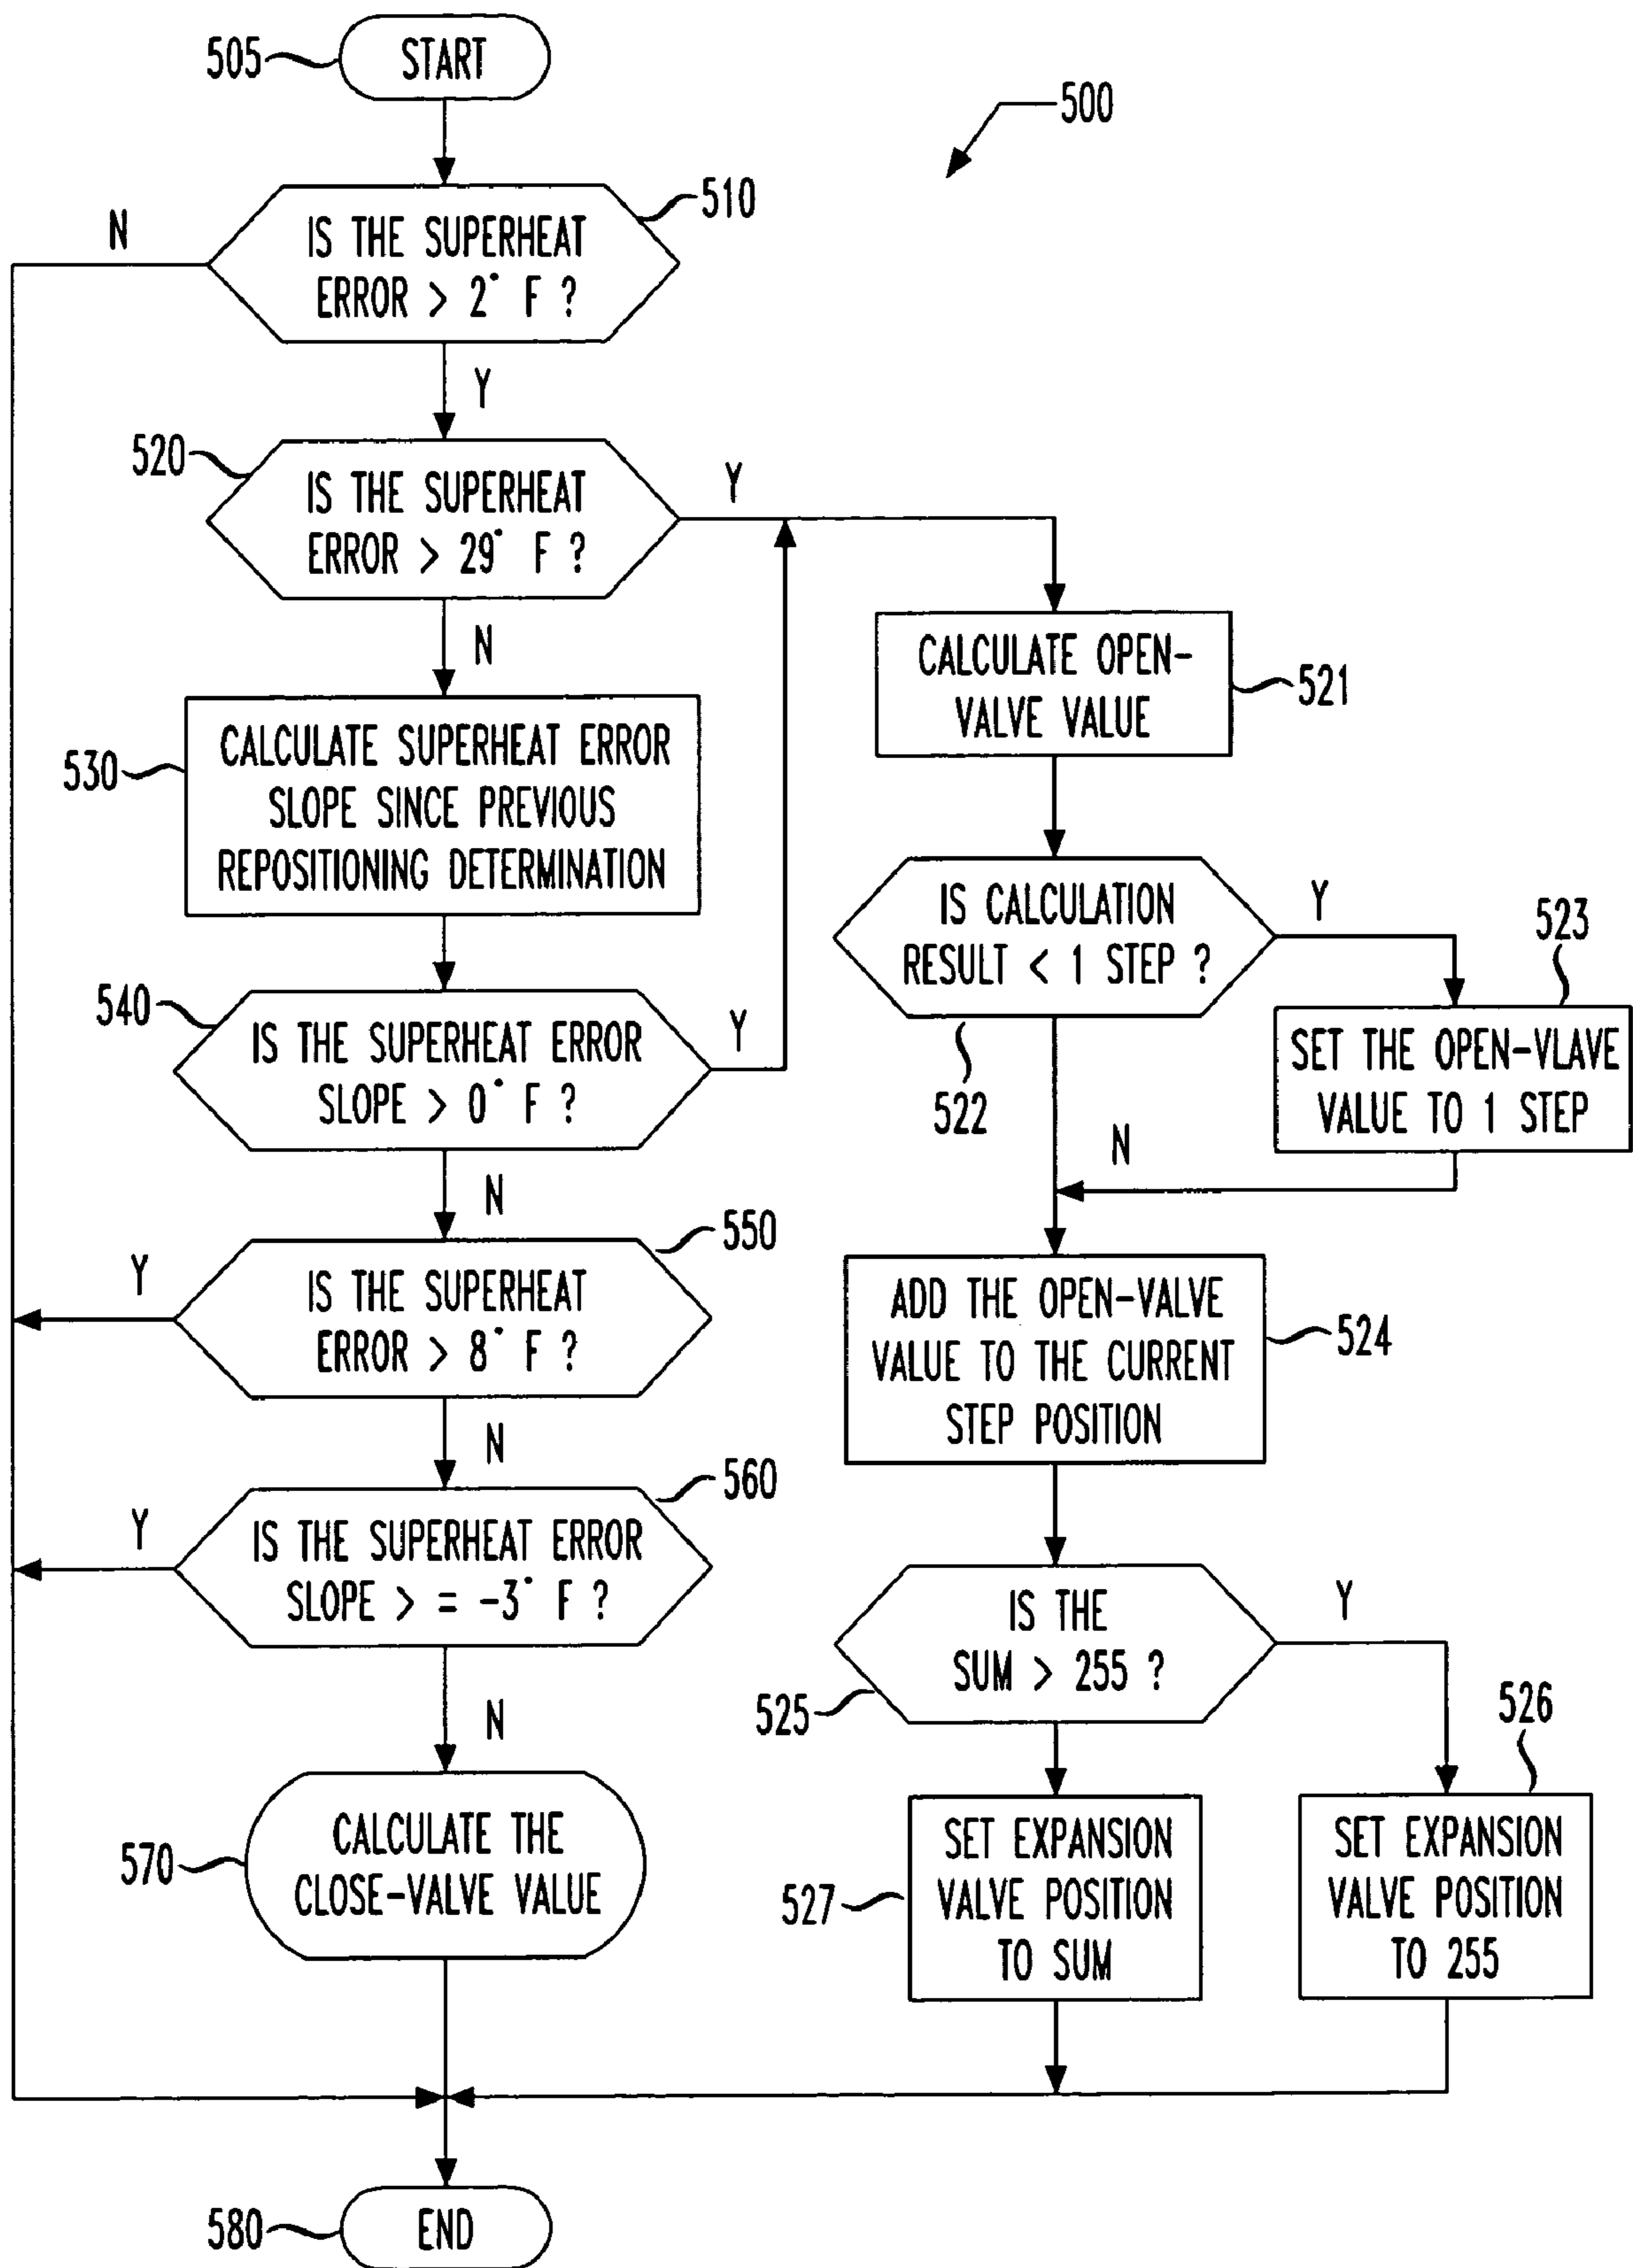 505
START
500
510
N
IS THE SUPERHEAT
ERROR > 2° F ?
Y
520
IS THE SUPERHEAT
ERROR > 29° F ?
Y
N
CALCULATE OPEN-
VALVE VALUE
521
530
CALCULATE SUPERHEAT ERROR
SLOPE SINCE PREVIOUS
REPOSITIONING DETERMINATION
IS CALCULATION
RESULT < 1 STEP ?
Y
522
523
SET THE OPEN-VLAVE
VALUE TO 1 STEP
N
540
IS THE SUPERHEAT ERROR
SLOPE > 0° F ?
Y
N
550
Y
IS THE SUPERHEAT
ERROR > 8° F ?
N
ADD THE OPEN-VALVE
VALUE TO THE CURRENT
STEP POSITION
524
560
Y
IS THE SUPERHEAT ERROR
SLOPE > = -3° F ?
N
IS THE
SUM > 255 ?
Y
525
526
570
CALCULATE THE
CLOSE-VALVE VALUE
527
SET EXPANSION
VALVE POSITION
TO SUM
SET EXPANSION
VALVE POSITION
TO 255
580
END